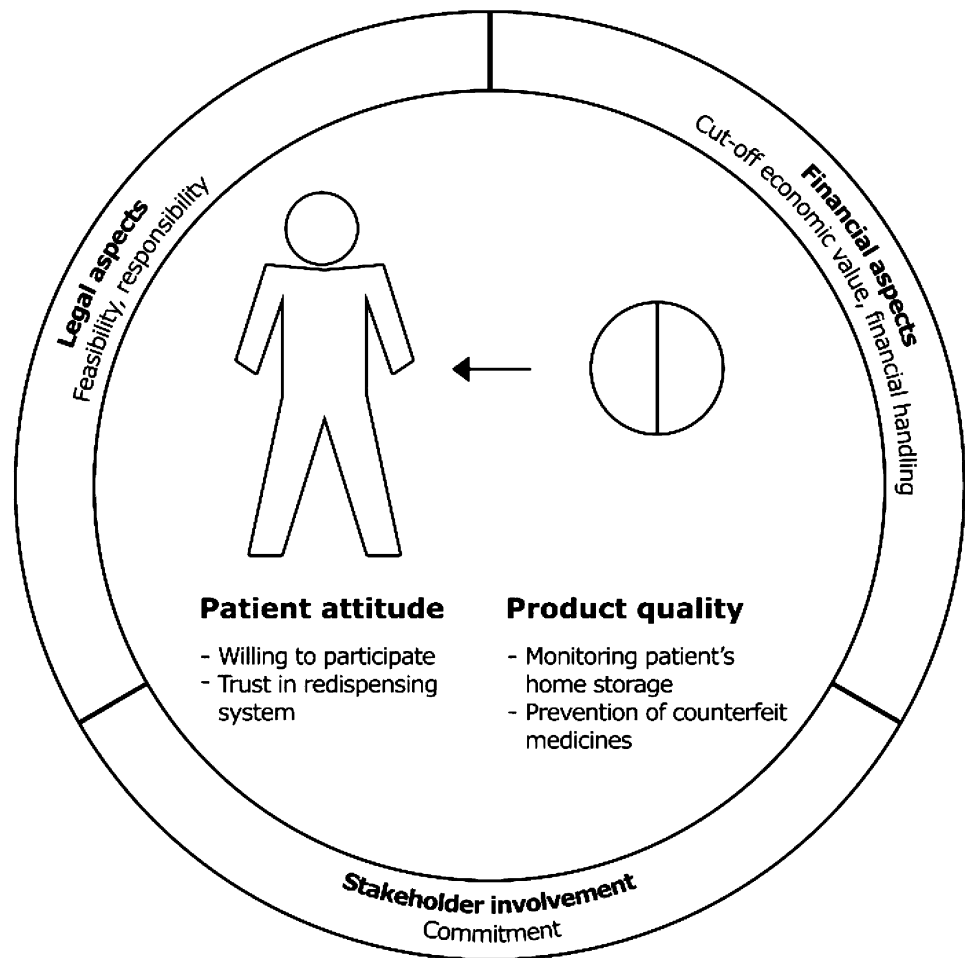 Legal aspects
Feasibility, responsibility
Financial aspects
Cut-off economic value, financial handling
Patient attitude
- Willing to participate
- Trust in redispensing
system
Product quality
- Monitoring patient's
home storage
- Prevention of counterfeit
medicines
Stakeholder involvement
Commitment